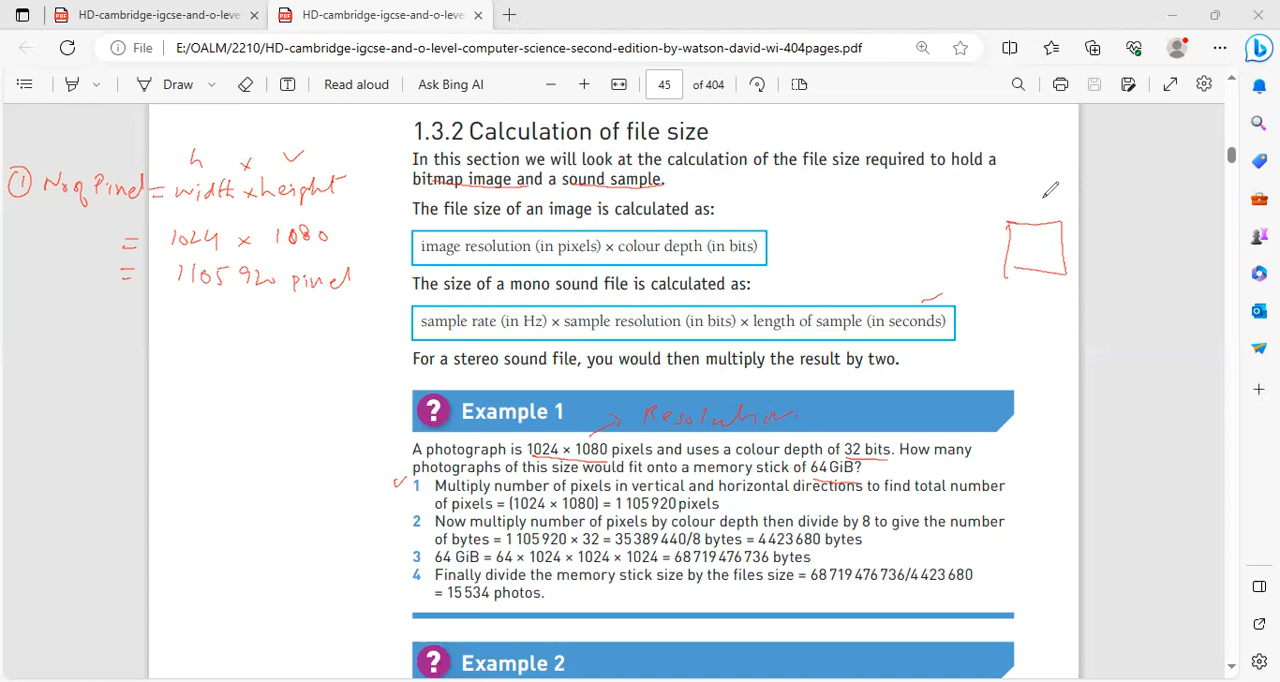 HD-cambridge-igcse-and-o-leve
HD-cambridge-igcse-and-o-leve
File
E:/OALM/2210/HD-cambridge-igcse-and-o-level-computer-science-second-edition-by-watson-david-wi-404pages.pdf
Draw
Read aloud
Ask Bing AI
45
of 404
1.3.2 Calculation of file size
In this section we will look at the calculation of the file size required to hold a
bitmap image and a sound sample.
The file size of an image is calculated as:
image resolution (in pixels) × colour depth (in bits)
The size of a mono sound file is calculated as:
sample rate (in Hz) × sample resolution (in bits) × length of sample (in seconds)
For a stereo sound file, you would then multiply the result by two.
h × v
① No of Pixel = width × height
= 1024 × 1080
= 1105920 pixel
? Example 1
→ Resolution.
A photograph is 1024 × 1080 pixels and uses a colour depth of 32 bits. How many
photographs of this size would fit onto a memory stick of 64 GiB?
1 Multiply number of pixels in vertical and horizontal directions to find total number
of pixels = (1024 × 1080) = 1 105 920 pixels
2 Now multiply number of pixels by colour depth then divide by 8 to give the number
of bytes = 1 105 920 × 32 = 35 389 440/8 bytes = 4 423 680 bytes
3 64 GiB = 64 × 1024 × 1024 × 1024 = 68 719 476 736 bytes
4 Finally divide the memory stick size by the files size = 68 719 476 736/4 423 680
= 15 534 photos.
? Example 2